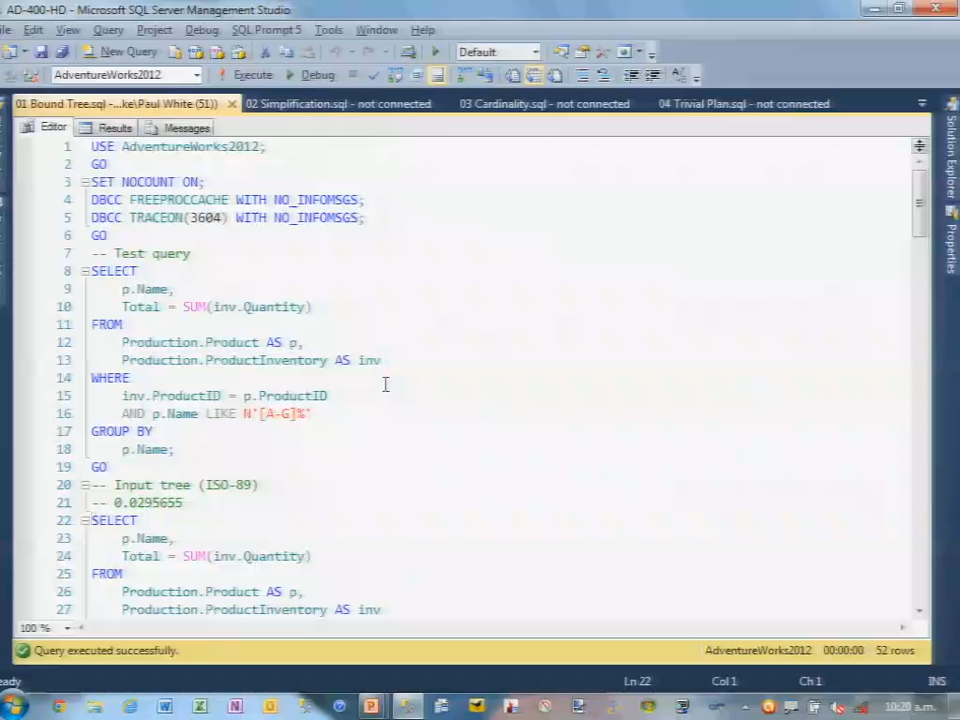 AD-400-HD - Microsoft SQL Server Management Studio
ile Edit View Query Project Debug SQL Prompt 5 Tools Window Help
New Query Default
AdventureWorks2012 Execute Debug
01 Bound Tree.sql -...ke\Paul White (51)) 02 Simplification.sql - not connected 03 Cardinality.sql - not connected 04 Trivial Plan.sql - not connected
Editor Results Messages
1 USE AdventureWorks2012;
2 GO
3 SET NOCOUNT ON;
4 DBCC FREEPROCCACHE WITH NO_INFOMSGS;
5 DBCC TRACEON(3604) WITH NO_INFOMSGS;
6 GO
7 -- Test query
8 SELECT
9 p.Name,
10 Total = SUM(inv.Quantity)
11 FROM
12 Production.Product AS p,
13 Production.ProductInventory AS inv
14 WHERE
15 inv.ProductID = p.ProductID
16 AND p.Name LIKE N'[A-G]%'
17 GROUP BY
18 p.Name;
19 GO
20 -- Input tree (ISO-89)
21 -- 0.0295655
22 SELECT
23 p.Name,
24 Total = SUM(inv.Quantity)
25 FROM
26 Production.Product AS p,
27 Production.ProductInventory AS inv
Solution Explorer
Properties
100 %
Query executed successfully. AdventureWorks2012 00:00:00 52 rows
eady Ln 22 Col 1 Ch 1 INS
10:20 a.m.